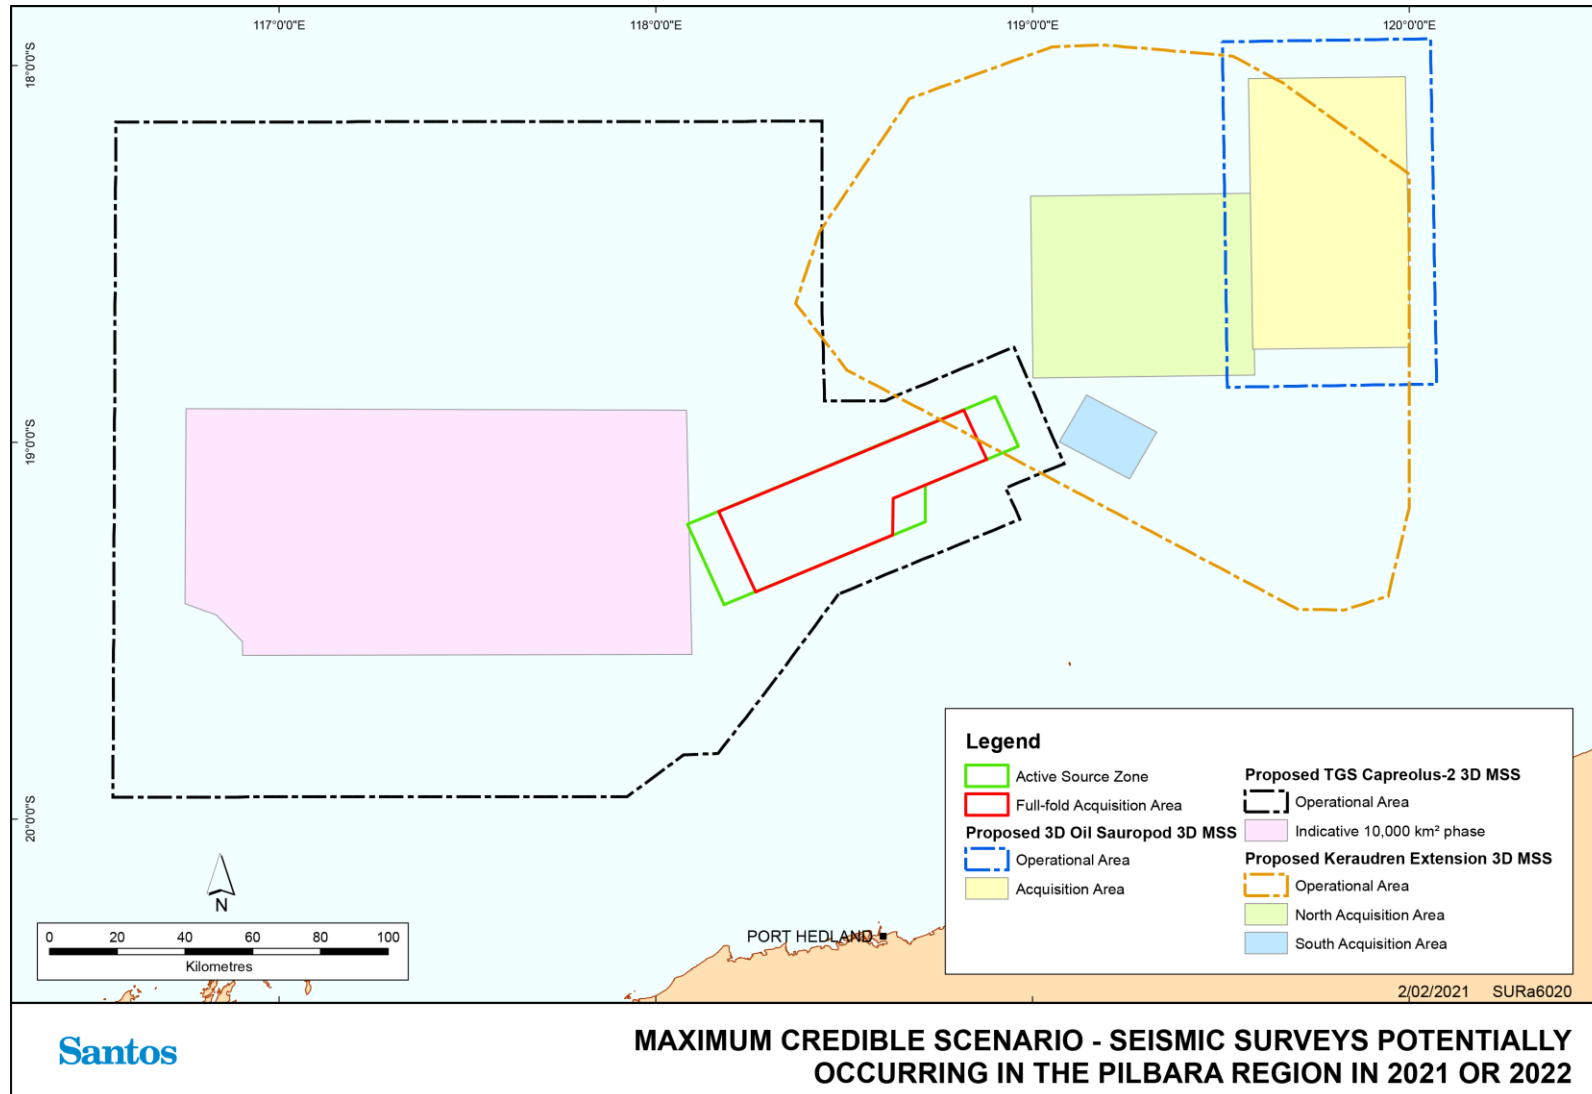 117°0'0"E
118°0'0"E
119°0'0"E
120°0'0"E
18°0'0"S
19°0'0"S
20°0'0"S
N
0 20 40 60 80 100
Kilometres
PORT HEDLAND
Legend
Active Source Zone
Full-fold Acquisition Area
Proposed 3D Oil Sauropod 3D MSS
Operational Area
Acquisition Area
Proposed TGS Capreolus-2 3D MSS
Operational Area
Indicative 10,000 km² phase
Proposed Keraudren Extension 3D MSS
Operational Area
North Acquisition Area
South Acquisition Area
2/02/2021 SURa6020
Santos
MAXIMUM CREDIBLE SCENARIO - SEISMIC SURVEYS POTENTIALLY
OCCURRING IN THE PILBARA REGION IN 2021 OR 2022